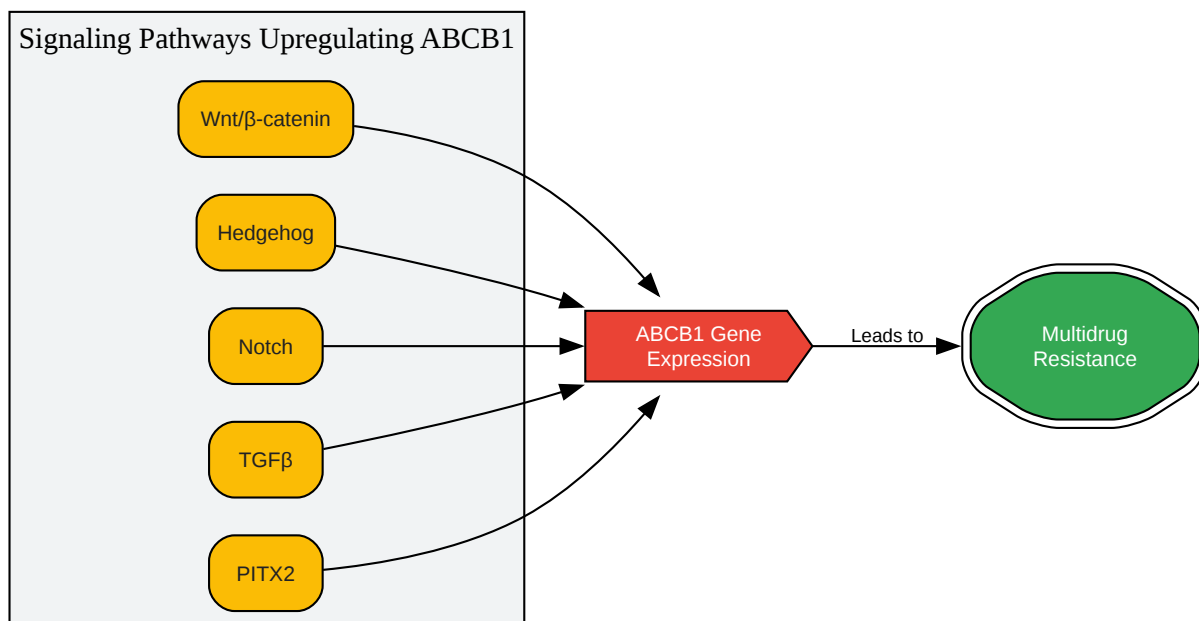 Signaling Pathways Upregulating ABCB1
Wnt/β-catenin
Hedgehog
Notch
TGFβ
PITX2
ABCB1 Gene
Expression
Leads to
Multidrug
Resistance